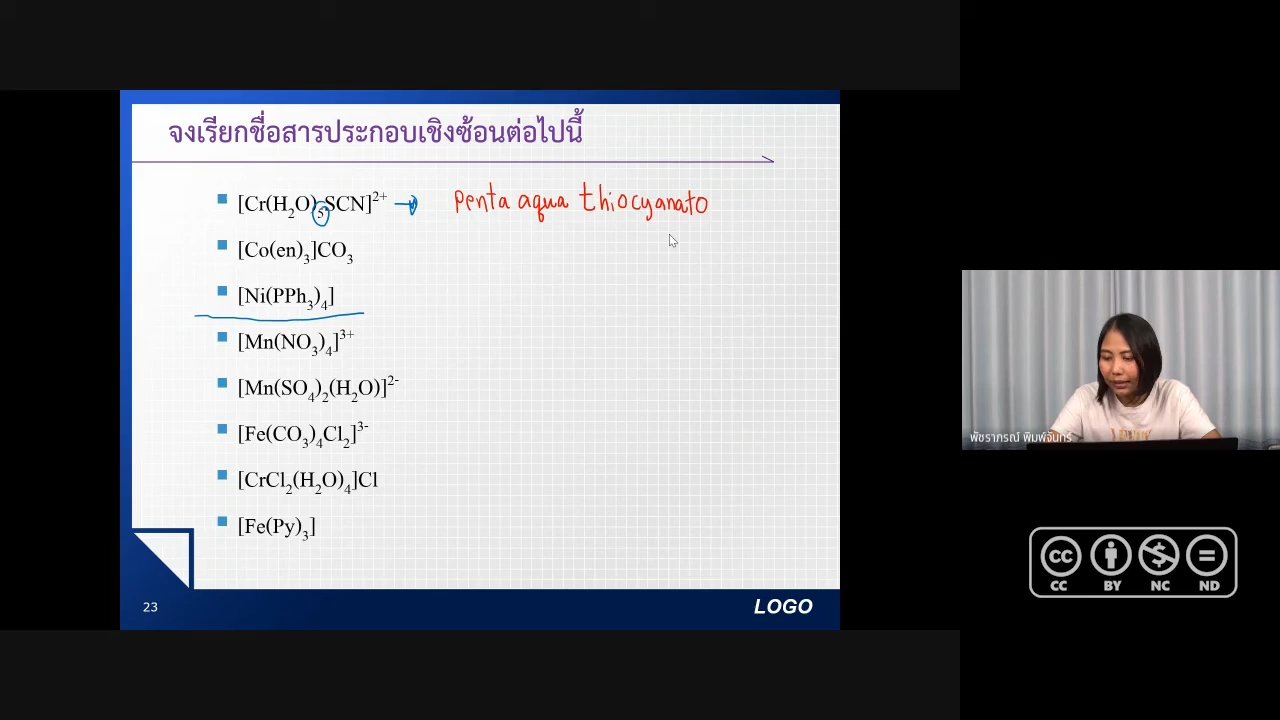 จงเรียกชื่อสารประกอบเชิงซ้อนต่อไปนี้
[Cr(H₂O)₅SCN]²⁺ → Penta aqua thiocyanato
[Co(en)₃]CO₃
[Ni(PPh₃)₄]
[Mn(NO₃)₄]³⁺
[Mn(SO₄)₂(H₂O)]²⁻
[Fe(CO₃)₄Cl₂]³⁻
[CrCl₂(H₂O)₄]Cl
[Fe(Py)₃]
23
LOGO
พัชราภรณ์ พิมพ์จันทร์
CC BY NC ND